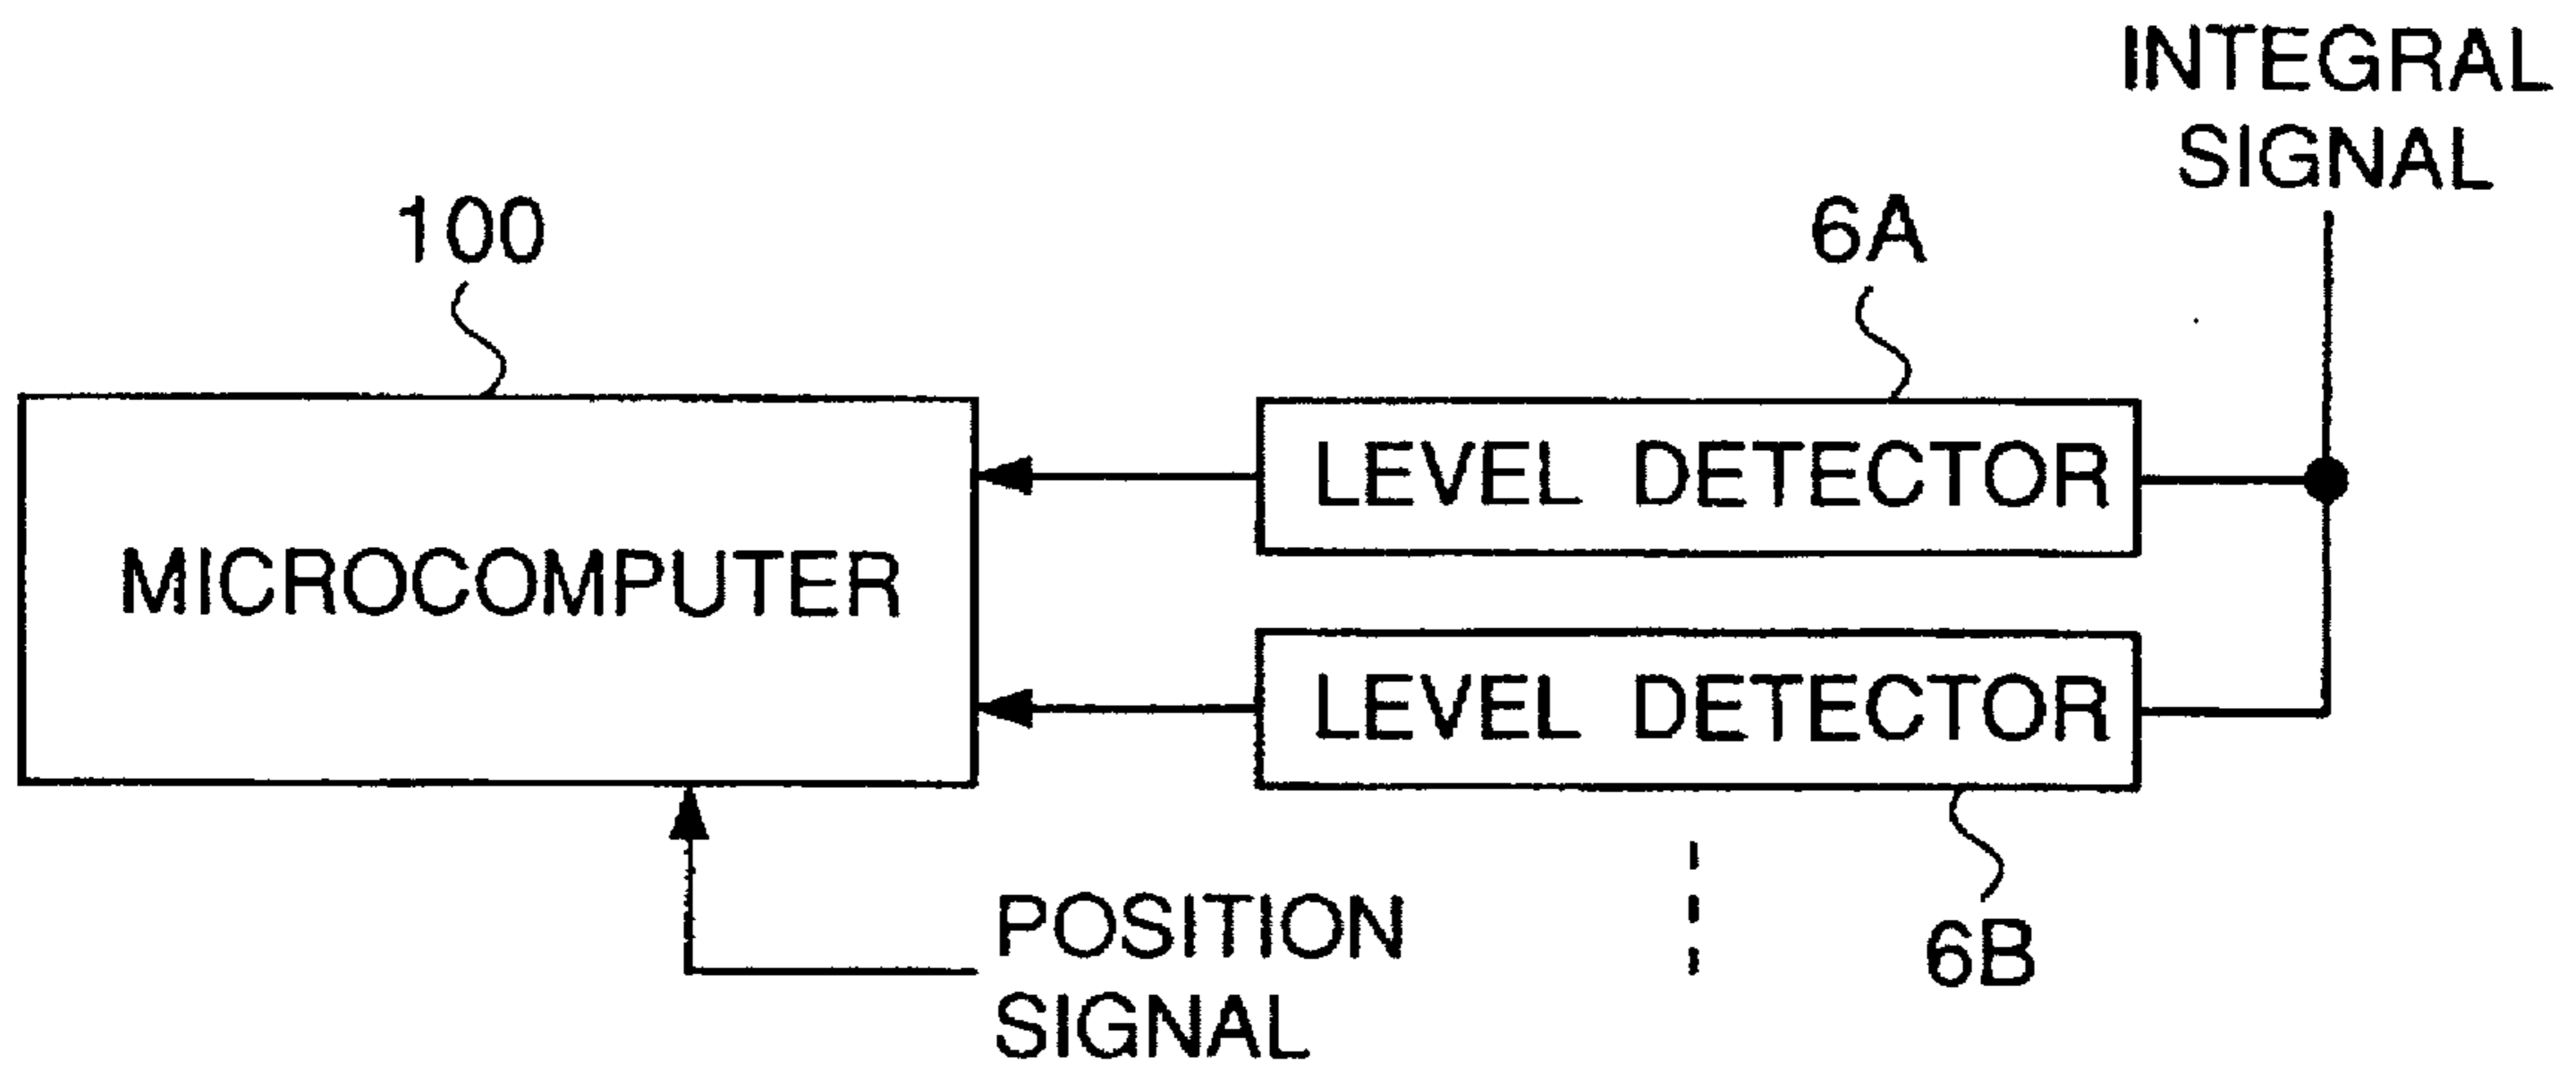 INTEGRAL
SIGNAL
100
6A
LEVEL DETECTOR
MICROCOMPUTER
LEVEL DETECTOR
POSITION
SIGNAL
6B